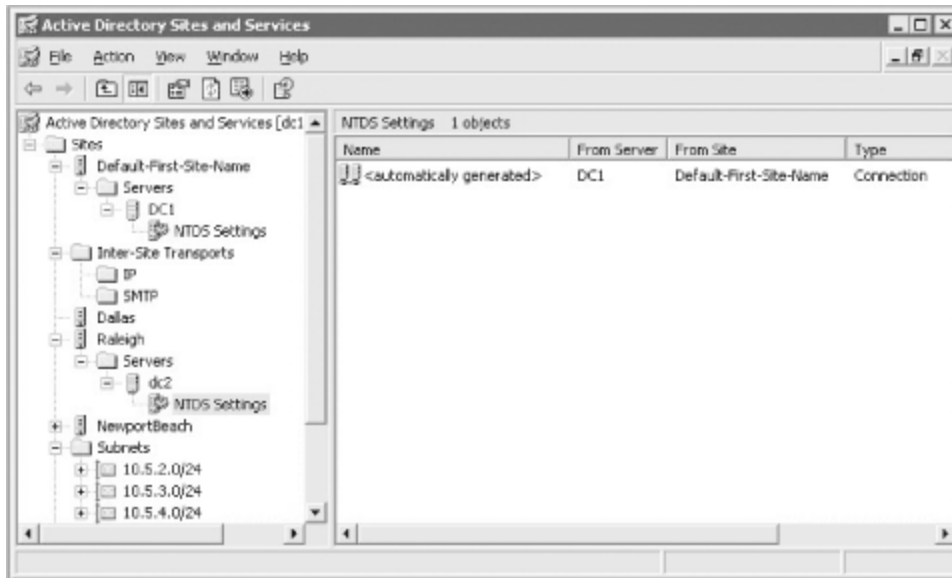 Active Directory Sites and Services
File Action View Window Help
Active Directory Sites and Services [dc1
Sites
Default-First-Site-Name
Servers
DC1
NTDS Settings
Inter-Site Transports
IP
SMTP
Dallas
Raleigh
Servers
dc2
NTDS Settings
NewportBeach
Subnets
10.5.2.0/24
10.5.3.0/24
10.5.4.0/24
NTDS Settings 1 objects
Name From Server From Site Type
<automatically generated> DC1 Default-First-Site-Name Connection